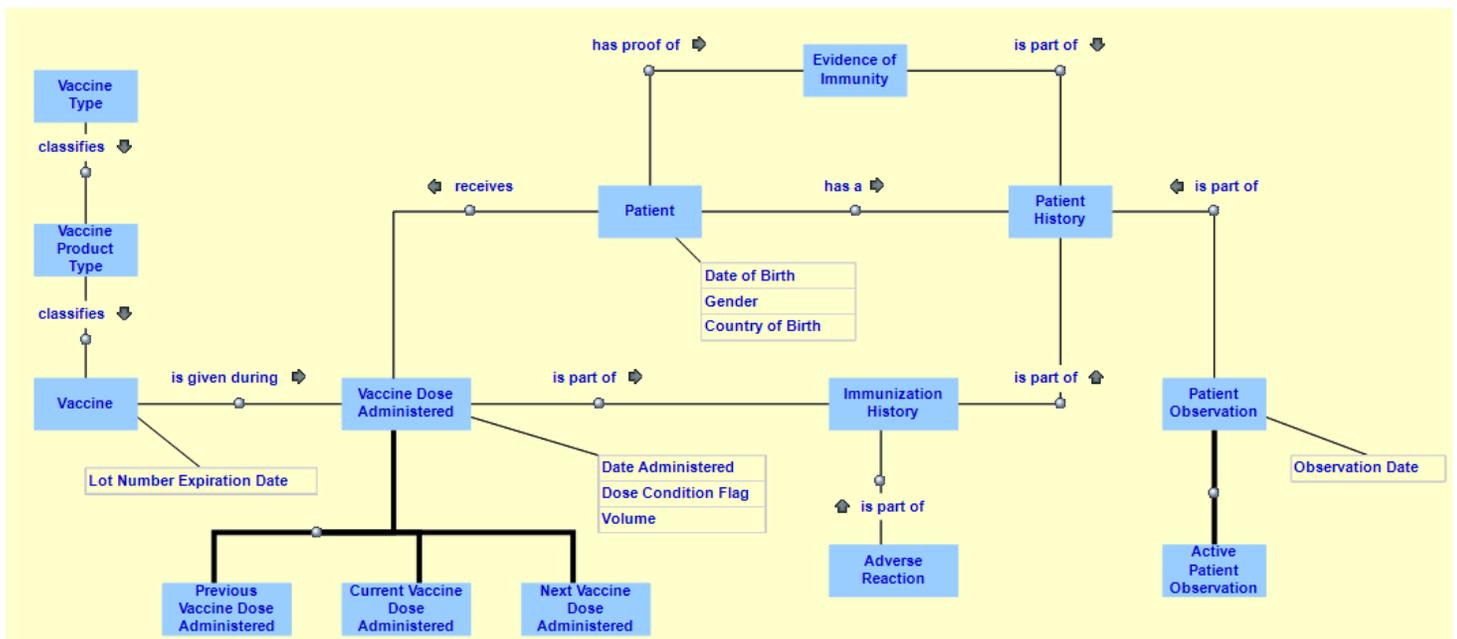 has proof of
Evidence of
Immunity
is part of
Vaccine
Type
classifies
receives
Patient
has a
Patient
History
is part of
Vaccine
Product
Type
Date of Birth
Gender
Country of Birth
classifies
Vaccine
is given during
Vaccine Dose
Administered
is part of
Immunization
History
is part of
Patient
Observation
Lot Number Expiration Date
Date Administered
Dose Condition Flag
Volume
Observation Date
is part of
Adverse
Reaction
Active
Patient
Observation
Previous
Vaccine Dose
Administered
Current Vaccine
Dose
Administered
Next Vaccine
Dose
Administered